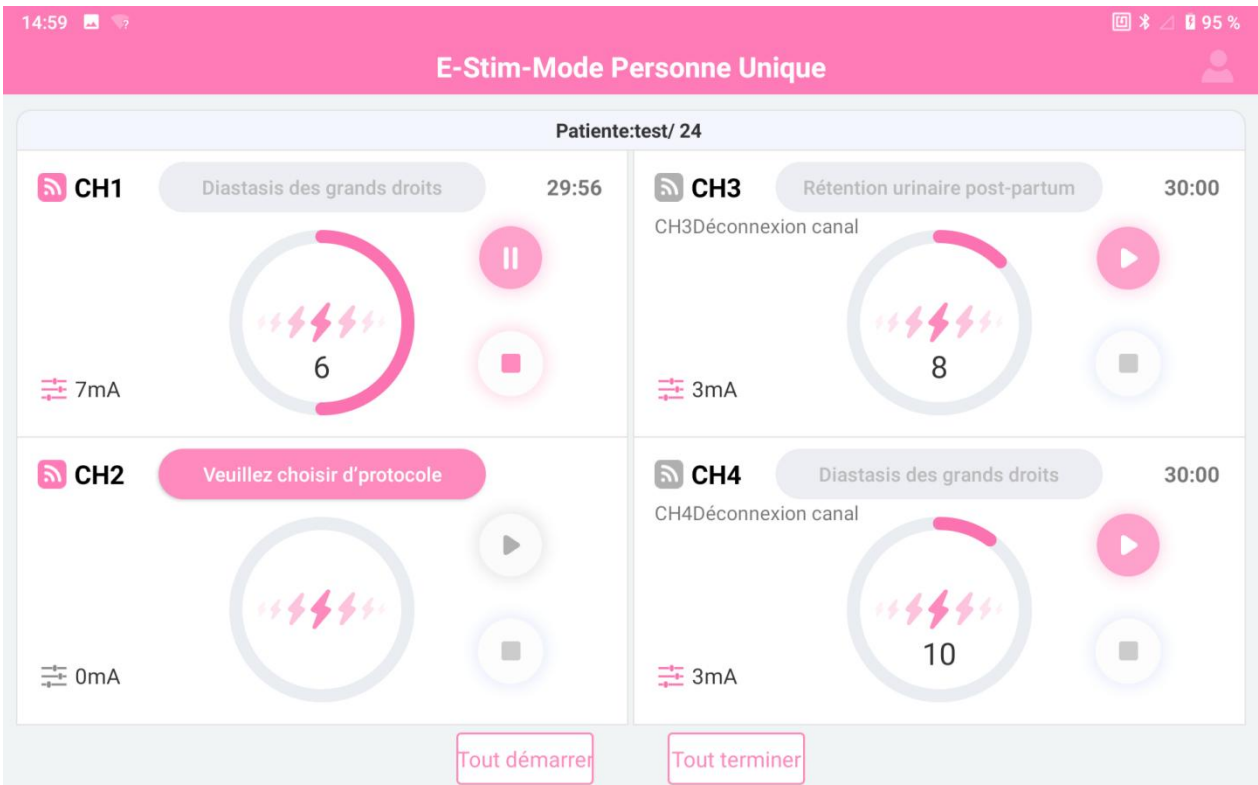 14:59 95 %
E-Stim-Mode Personne Unique
Patiente:test/ 24
CH1 Diastasis des grands droits 29:56
6
7mA
CH3 Rétention urinaire post-partum 30:00
CH3Déconnexion canal
8
3mA
CH2 Veuillez choisir d'protocole
0mA
CH4 Diastasis des grands droits 30:00
CH4Déconnexion canal
10
3mA
Tout démarrer Tout terminer